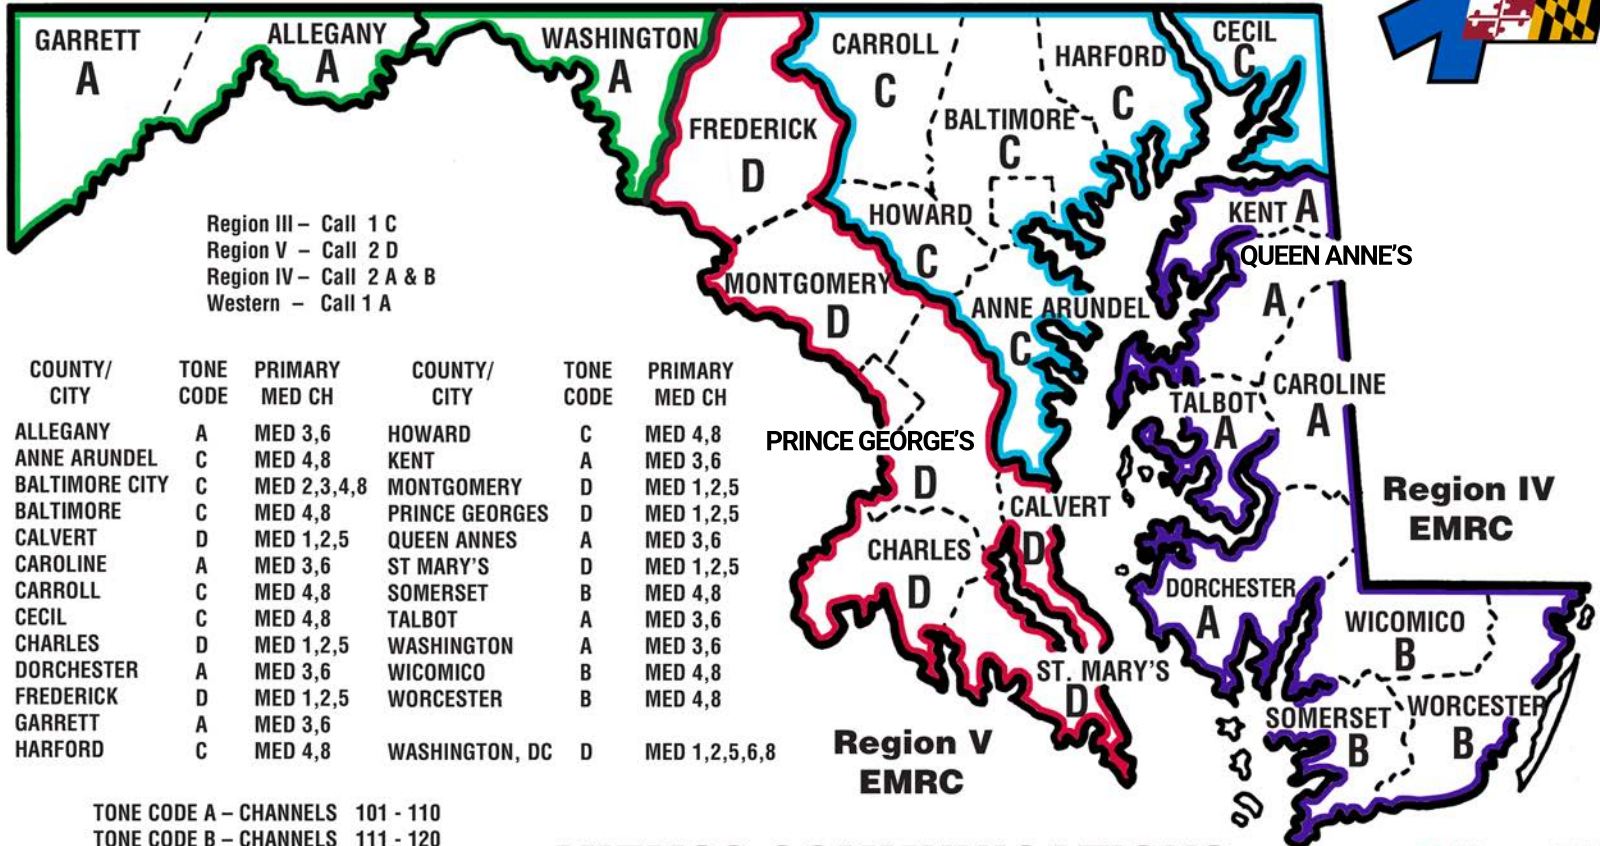 GARRETT
A
ALLEGANY
A
WASHINGTON
A
FREDERICK
D
CARROLL
C
BALTIMORE
C
HARFORD
C
CECIL
C
HOWARD
C
MONTGOMERY
D
ANNE ARUNDEL
C
KENT A
QUEEN ANNE'S
A
CAROLINE
A
TALBOT
A
PRINCE GEORGE'S
D
CALVERT
D
CHARLES
D
ST. MARY'S
D
DORCHESTER
A
WICOMICO
B
SOMERSET
B
WORCESTER
B
Region IV
EMRC
Region V
EMRC
Region III – Call 1 C
Region V – Call 2 D
Region IV – Call 2 A & B
Western – Call 1 A
COUNTY/ TONE PRIMARY COUNTY/ TONE PRIMARY
CITY CODE MED CH CITY CODE MED CH
ALLEGANY A MED 3,6 HOWARD C MED 4,8
ANNE ARUNDEL C MED 4,8 KENT A MED 3,6
BALTIMORE CITY C MED 2,3,4,8 MONTGOMERY D MED 1,2,5
BALTIMORE C MED 4,8 PRINCE GEORGES D MED 1,2,5
CALVERT D MED 1,2,5 QUEEN ANNES A MED 3,6
CAROLINE A MED 3,6 ST MARY'S D MED 1,2,5
CARROLL C MED 4,8 SOMERSET B MED 4,8
CECIL C MED 4,8 TALBOT A MED 3,6
CHARLES D MED 1,2,5 WASHINGTON A MED 3,6
DORCHESTER A MED 3,6 WICOMICO B MED 4,8
FREDERICK D MED 1,2,5 WORCESTER B MED 4,8
GARRETT A MED 3,6
HARFORD C MED 4,8 WASHINGTON, DC D MED 1,2,5,6,8
TONE CODE A – CHANNELS 101 - 110
TONE CODE B – CHANNELS 111 - 120